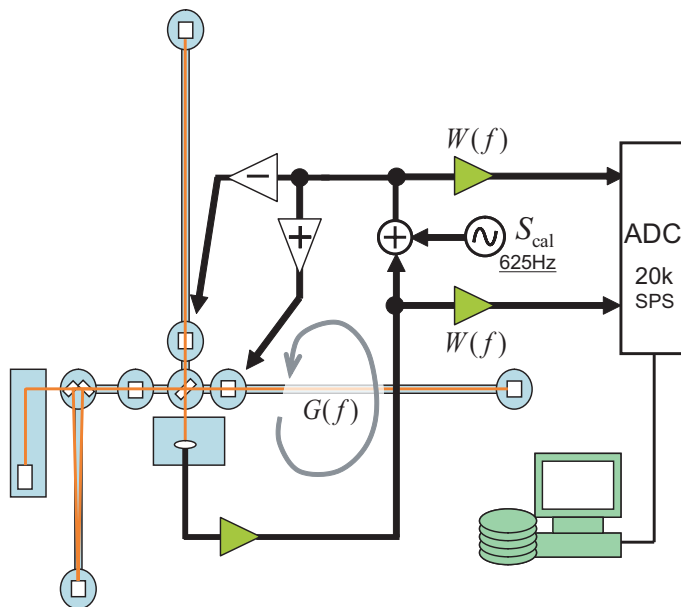 W(f)
ADC
20k
SPS
S_cal
625Hz
W(f)
G(f)
− 
+
+